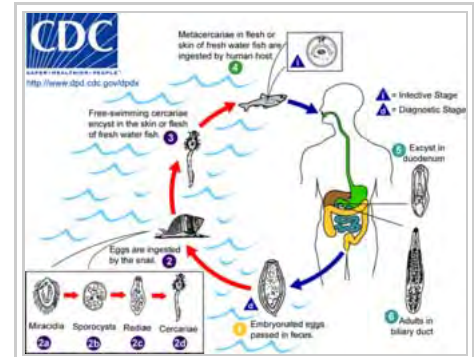 CDC
SAFER·HEALTHIER·PEOPLE™
http://www.dpd.cdc.gov/dpdx
Metacercariae in flesh or
skin of fresh water fish are
ingested by human host.
4
i
i = Infective Stage
d = Diagnostic Stage
Free-swimming cercariae
encyst in the skin or flesh
of fresh water fish.
3
5
Excyst in
duodenum
Eggs are ingested
by the snail.
2
d
1
Embryonated eggs
passed in feces.
6
Adults in
biliary duct
Miracidia
Sporocysts
Rediae
Cercariae
2a
2b
2c
2d